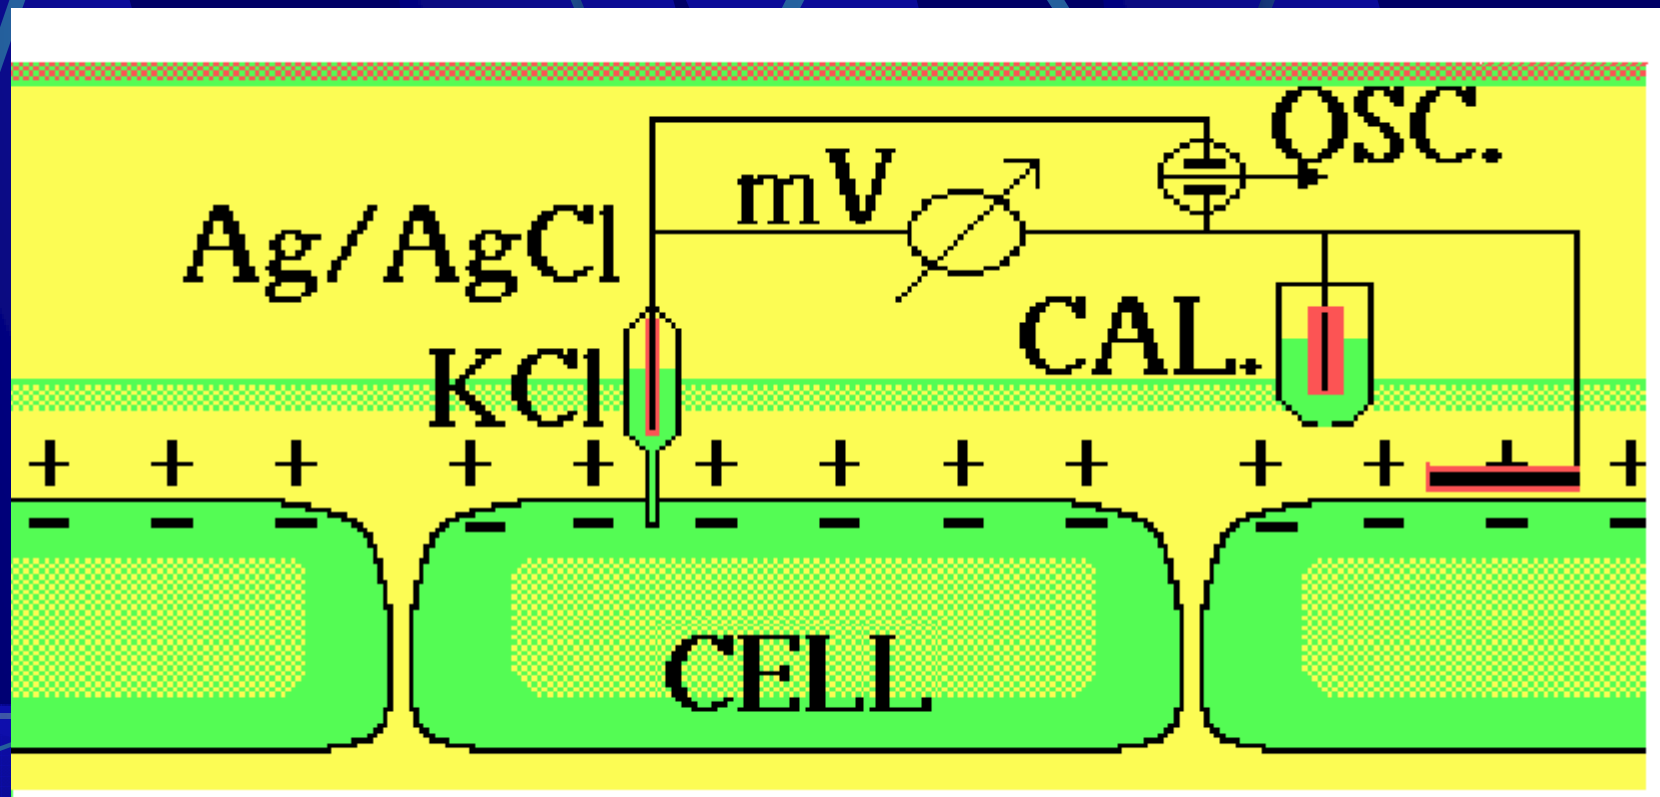 OSC.
mV
Ag/AgCl
CAL.
KCl
+ + + + + + + + + + + + +
− − − − − − − − − − − − −
CELL